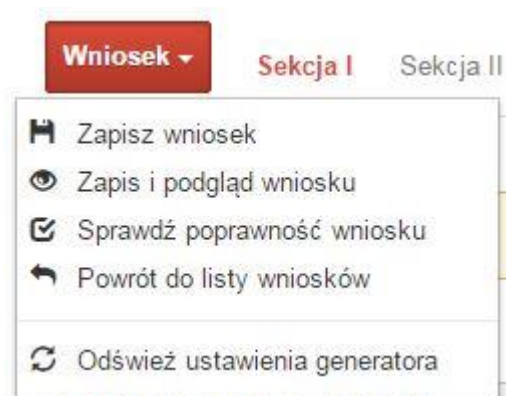 Wniosek Sekcja I Sekcja II
Zapisz wniosek
Zapis i podgląd wniosku
Sprawdź poprawność wniosku
Powrót do listy wniosków
Odśwież ustawienia generatora